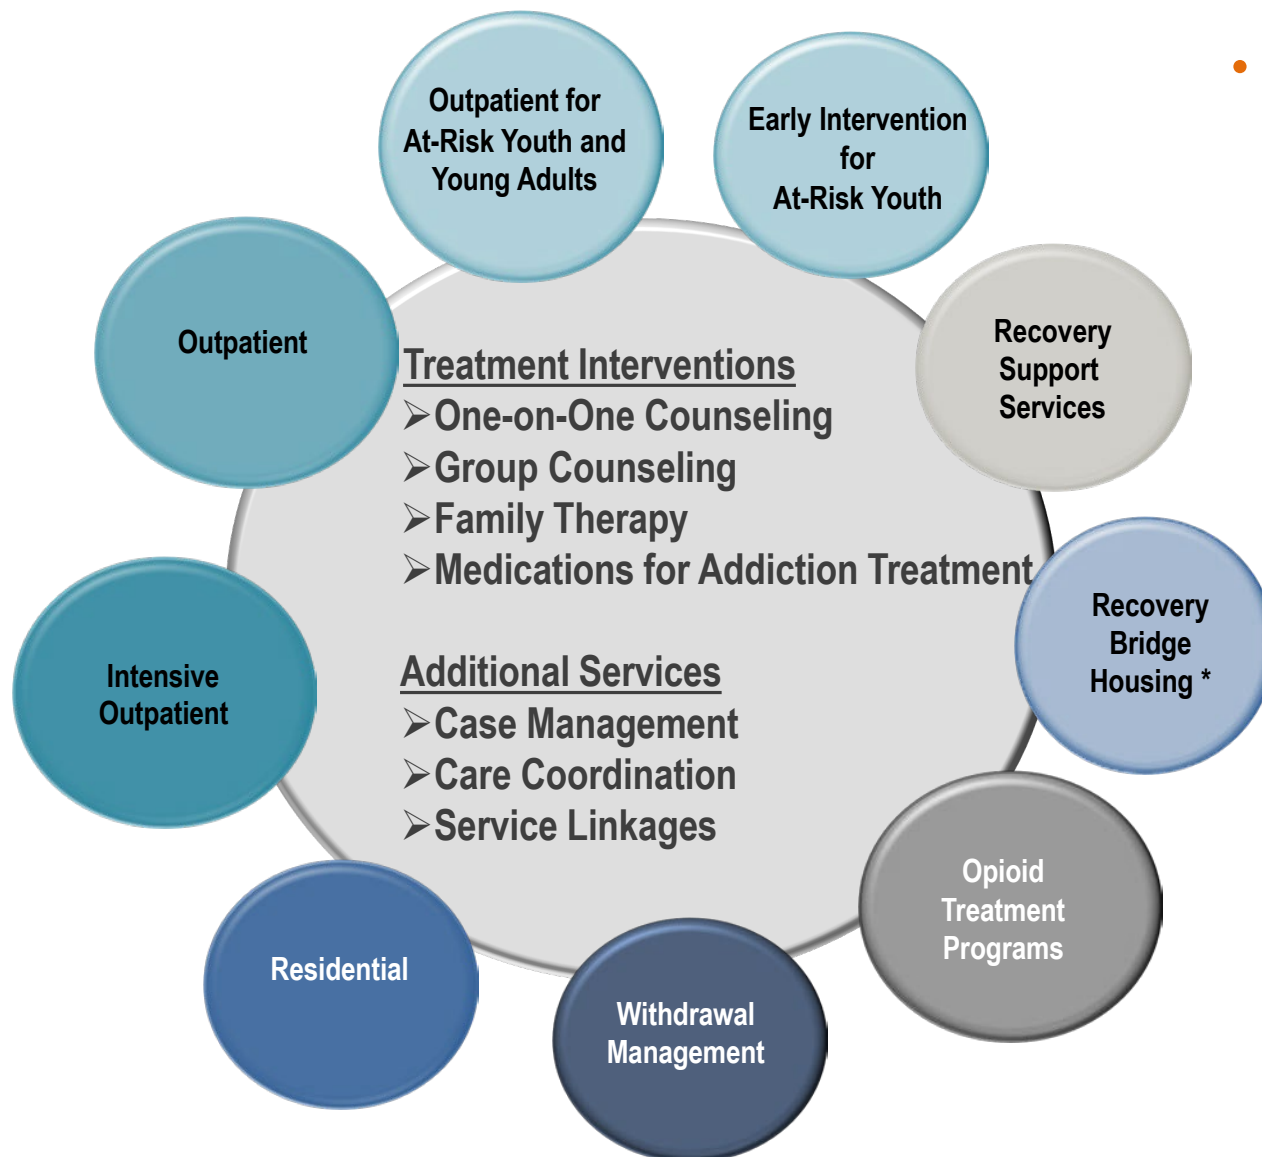 Outpatient for
At-Risk Youth and
Young Adults
Early Intervention
for
At-Risk Youth
Outpatient
Recovery
Support
Services
Treatment Interventions
➢One-on-One Counseling
➢Group Counseling
➢Family Therapy
➢Medications for Addiction Treatment
Recovery
Bridge
Housing *
Intensive
Outpatient
Additional Services
➢Case Management
➢Care Coordination
➢Service Linkages
Opioid
Treatment
Programs
Residential
Withdrawal
Management